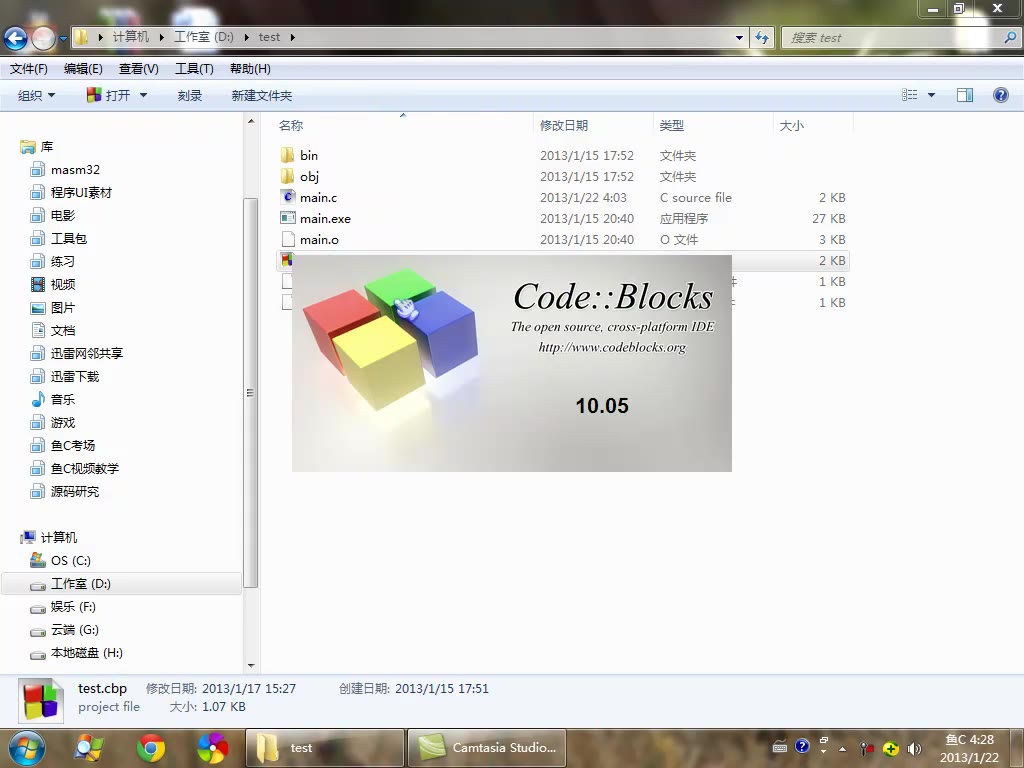 计算机 工作室 (D:) test 搜索 test
文件(F) 编辑(E) 查看(V) 工具(T) 帮助(H)
组织 打开 刻录 新建文件夹
名称 修改日期 类型 大小
库
masm32
程序UI素材
电影
工具包
练习
视频
图片
文档
迅雷网邻共享
迅雷下载
音乐
游戏
鱼C考场
鱼C视频教学
源码研究
计算机
OS (C:)
工作室 (D:)
娱乐 (F:)
云端 (G:)
本地磁盘 (H:)
bin 2013/1/15 17:52 文件夹
obj 2013/1/15 17:52 文件夹
main.c 2013/1/22 4:03 C source file 2 KB
main.exe 2013/1/15 20:40 应用程序 27 KB
main.o 2013/1/15 20:40 O 文件 3 KB
2 KB
1 KB
1 KB
Code::Blocks
The open source, cross-platform IDE
http://www.codeblocks.org
10.05
test.cbp 修改日期: 2013/1/17 15:27 创建日期: 2013/1/15 17:51
project file 大小: 1.07 KB
test Camtasia Studio... 鱼C 4:28
2013/1/22